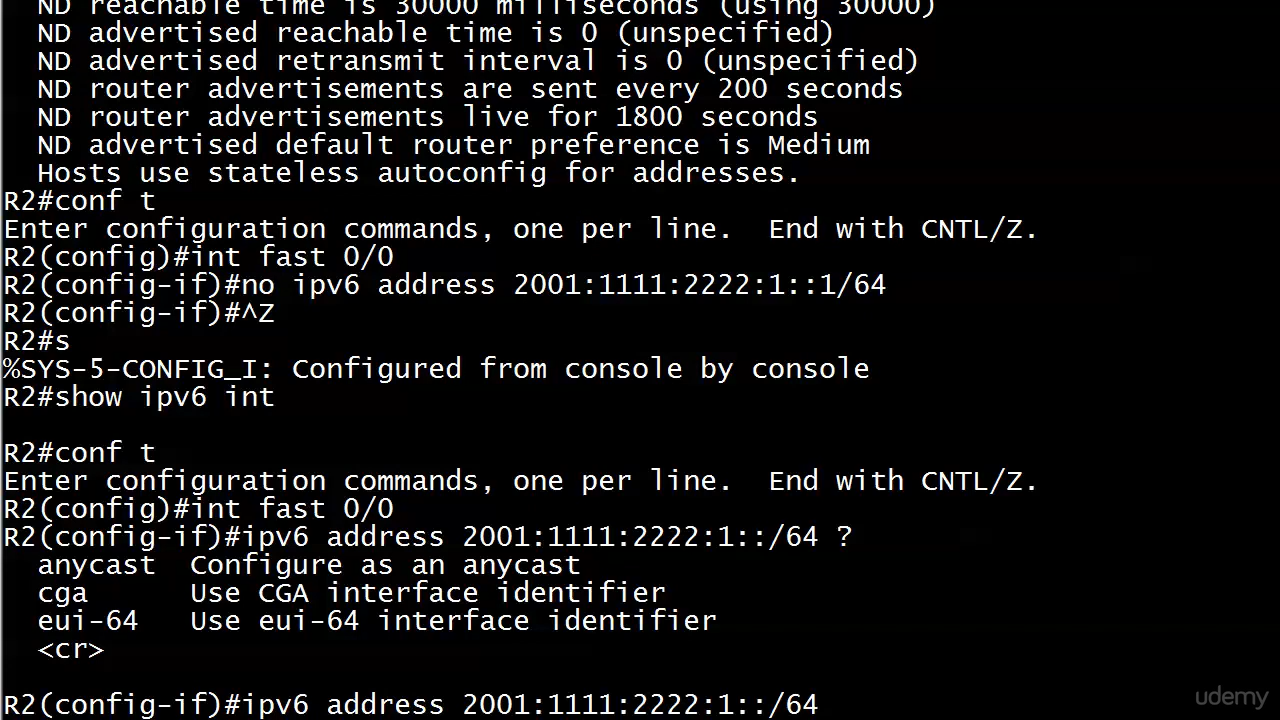 ND reachable time is 30000 milliseconds (using 30000)
ND advertised reachable time is 0 (unspecified)
ND advertised retransmit interval is 0 (unspecified)
ND router advertisements are sent every 200 seconds
ND router advertisements live for 1800 seconds
ND advertised default router preference is Medium
Hosts use stateless autoconfig for addresses.
R2#conf t
Enter configuration commands, one per line.  End with CNTL/Z.
R2(config)#int fast 0/0
R2(config-if)#no ipv6 address 2001:1111:2222:1::1/64
R2(config-if)#^Z
R2#s
%SYS-5-CONFIG_I: Configured from console by console
R2#show ipv6 int
R2#conf t
Enter configuration commands, one per line.  End with CNTL/Z.
R2(config)#int fast 0/0
R2(config-if)#ipv6 address 2001:1111:2222:1::/64 ?
anycast  Configure as an anycast
cga      Use CGA interface identifier
eui-64   Use eui-64 interface identifier
<cr>
R2(config-if)#ipv6 address 2001:1111:2222:1::/64
udemy